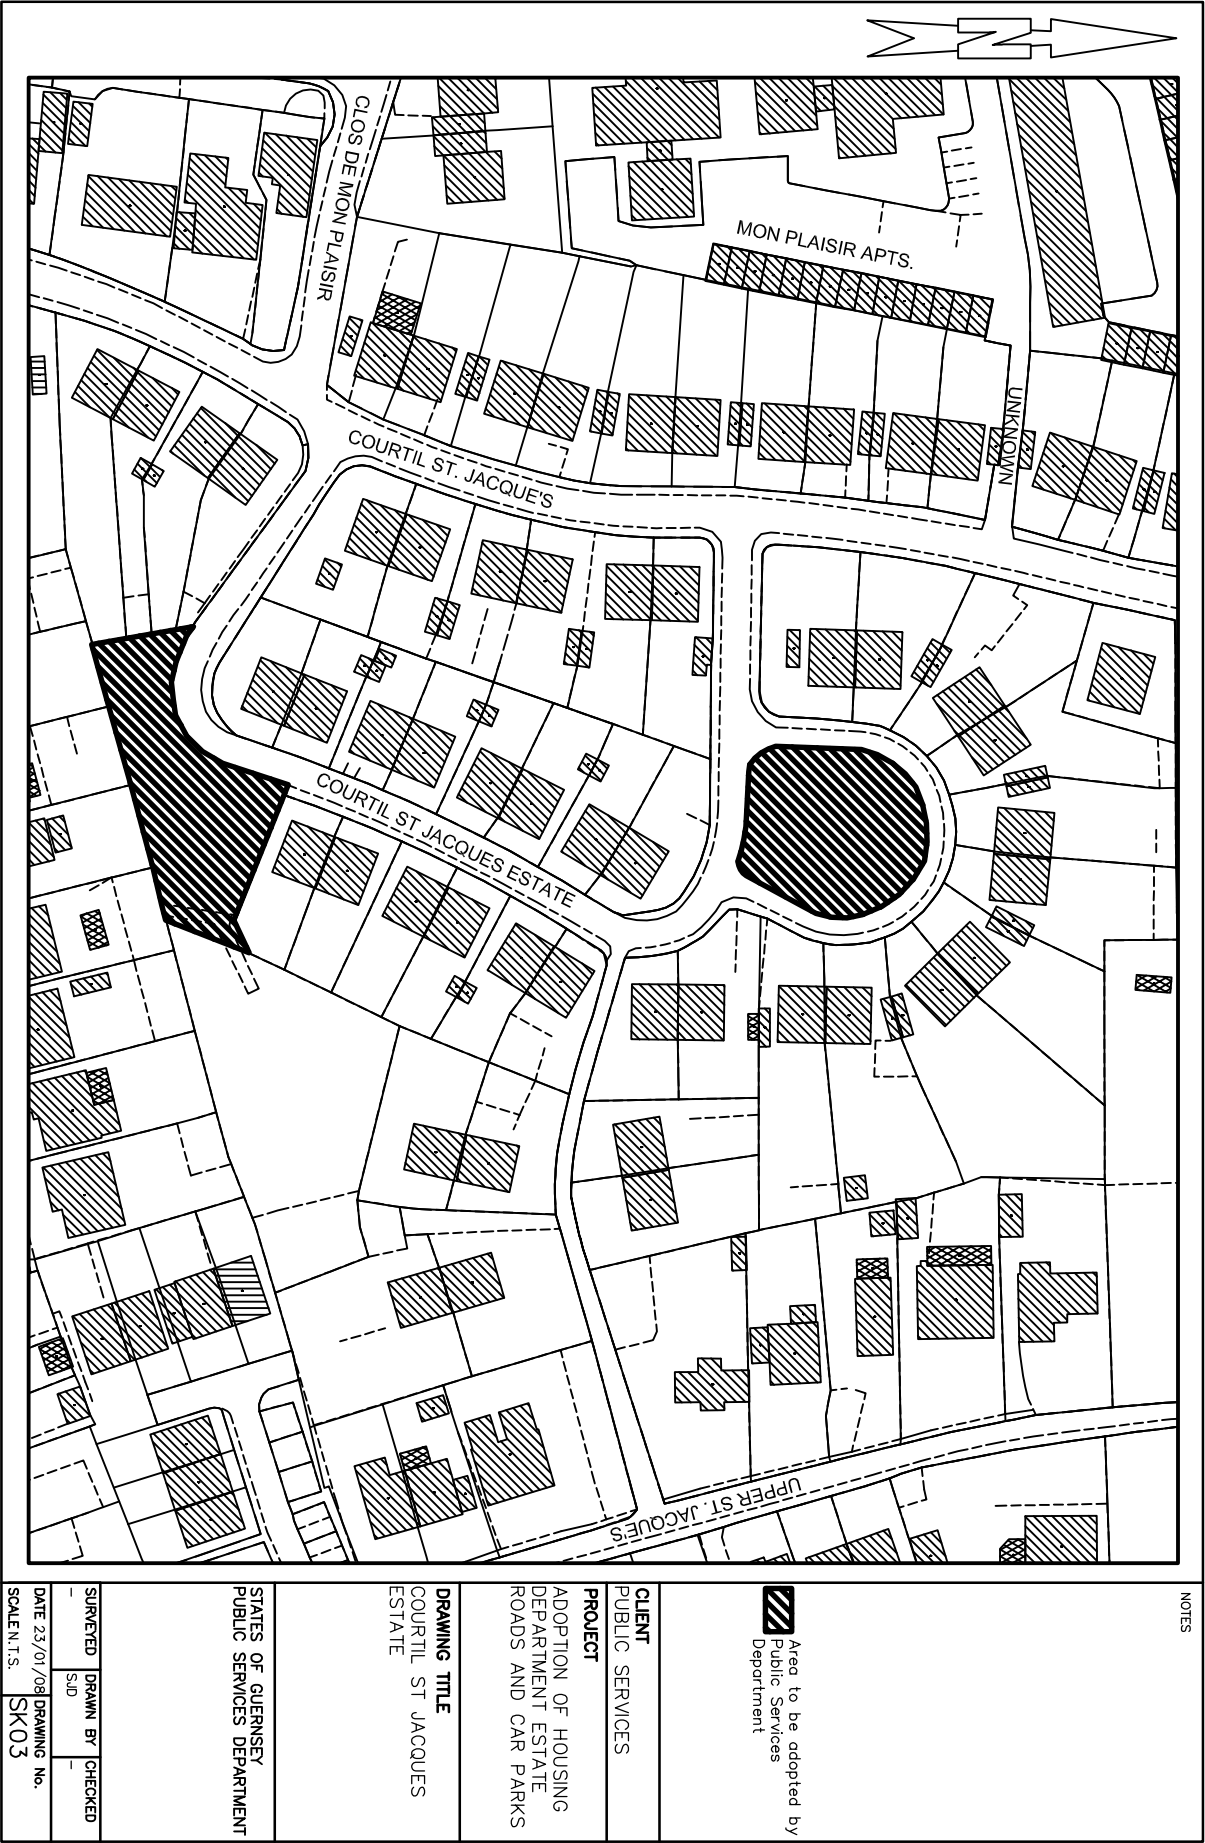 N
CLOS DE MON PLAISIR
MON PLAISIR APTS.
UNKNOWN
COURTIL ST. JACQUE'S
COURTIL ST JACQUES ESTATE
UPPER ST. JACQUE'S
NOTES
Area to be adopted by
Public Services
Department
CLIENT
PUBLIC SERVICES
PROJECT
ADOPTION OF HOUSING
DEPARTMENT ESTATE
ROADS AND CAR PARKS
DRAWING TITLE
COURTIL ST JACQUES
ESTATE
STATES OF GUERNSEY
PUBLIC SERVICES DEPARTMENT
SURVEYED DRAWN BY CHECKED
- SJD -
DATE 23/01/08 DRAWING No.
SCALE N.T.S. SK03